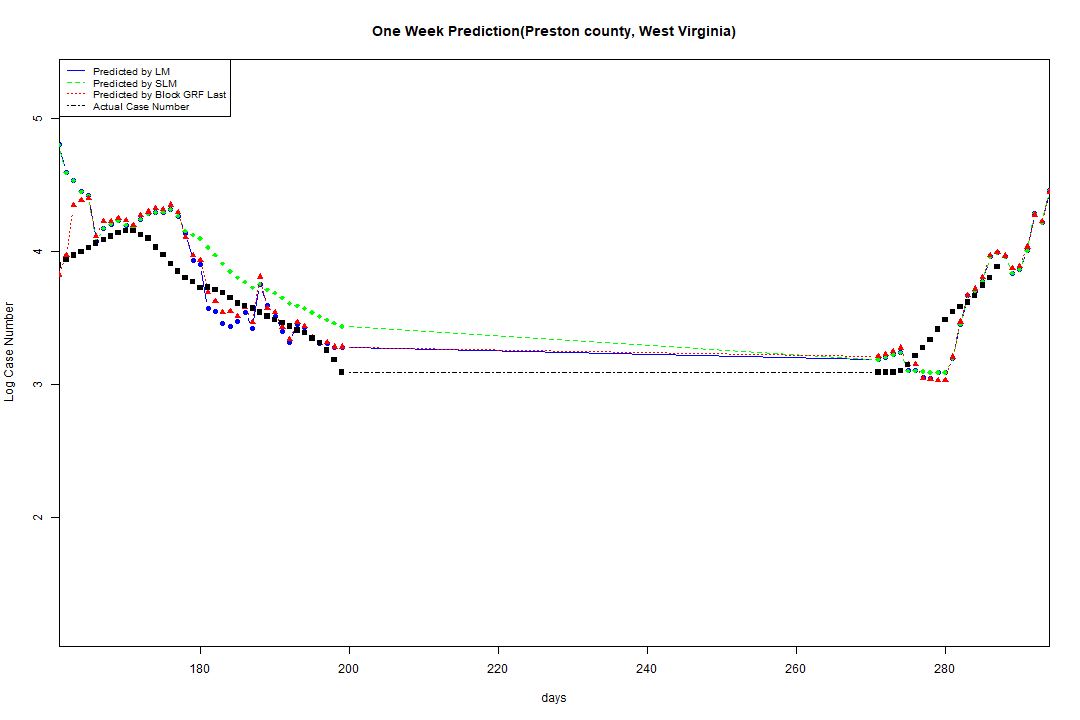 One Week Prediction(Preston county, West Virginia)
Predicted by LM
Predicted by SLM
Predicted by Block GRF Last
Actual Case Number
5
4
3
2
Log Case Number
180 200 220 240 260 280
days